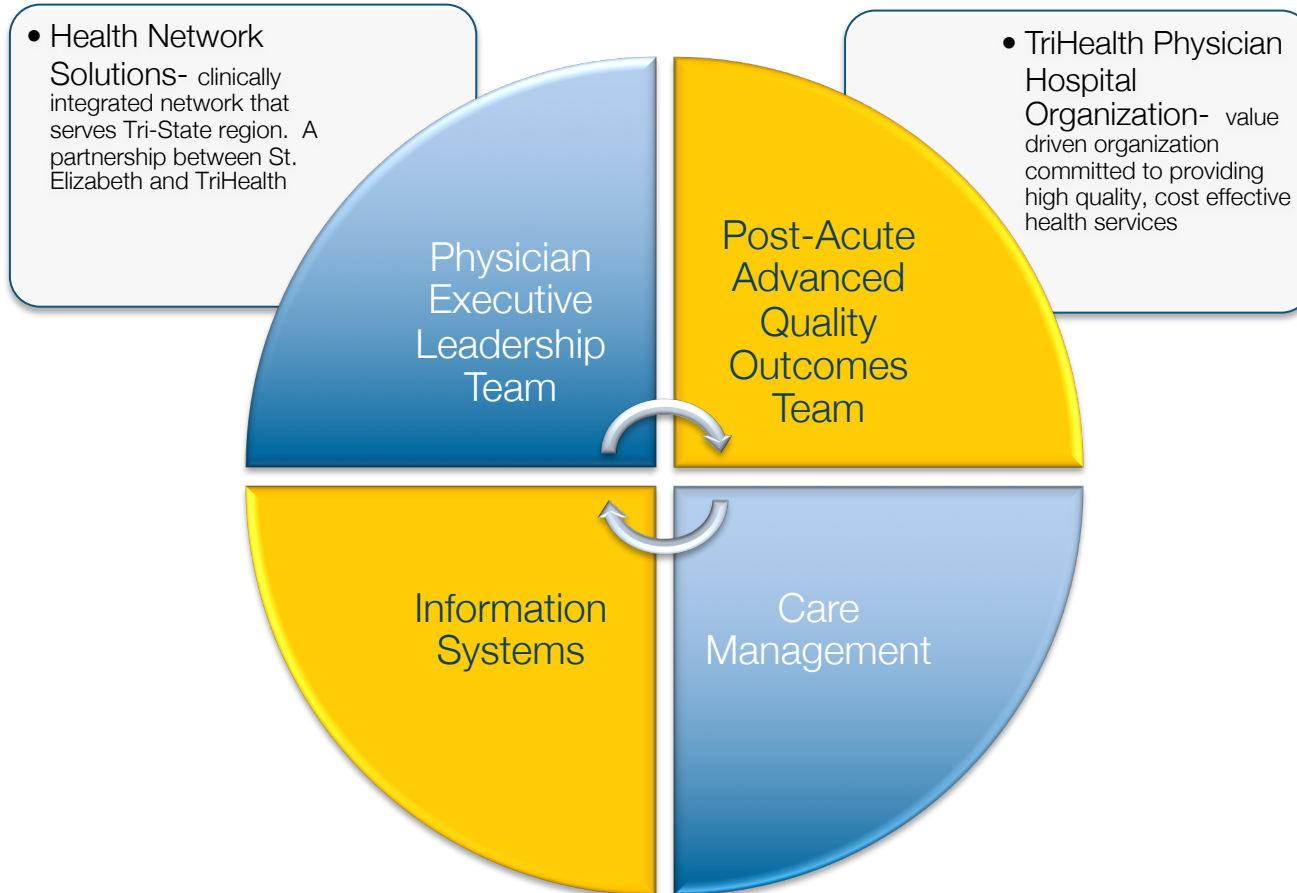 • Health Network
Solutions- clinically
integrated network that
serves Tri-State region. A
partnership between St.
Elizabeth and TriHealth
• TriHealth Physician
Hospital
Organization- value
driven organization
committed to providing
high quality, cost effective
health services
Physician
Executive
Leadership
Team
Post-Acute
Advanced
Quality
Outcomes
Team
Information
Systems
Care
Management